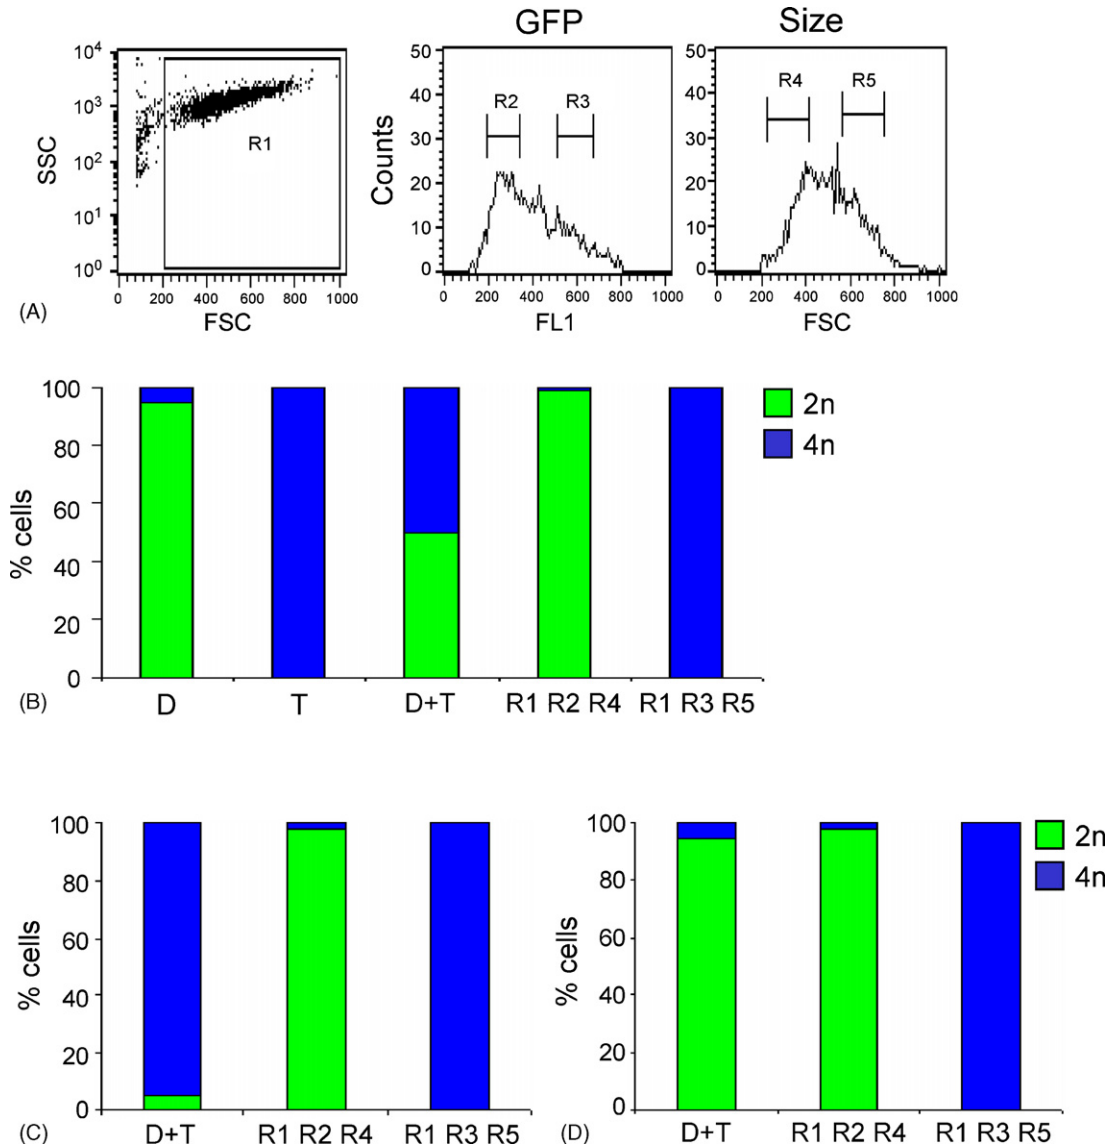 GFP
Size
10⁴
10³
10²
10¹
10⁰
SSC
R1
0 200 400 600 800 1000
FSC
(A)
50
40
30
20
10
0
Counts
R2 R3
0 200 400 600 800 1000
FL1
50
40
30
20
10
0
R4 R5
0 200 400 600 800 1000
FSC
100
80
60
40
20
0
% cells
2n
4n
(B)
D T D+T R1 R2 R4 R1 R3 R5
100
80
60
40
20
0
% cells
(C)
D+T R1 R2 R4 R1 R3 R5
100
80
60
40
20
0
% cells
2n
4n
(D)
D+T R1 R2 R4 R1 R3 R5